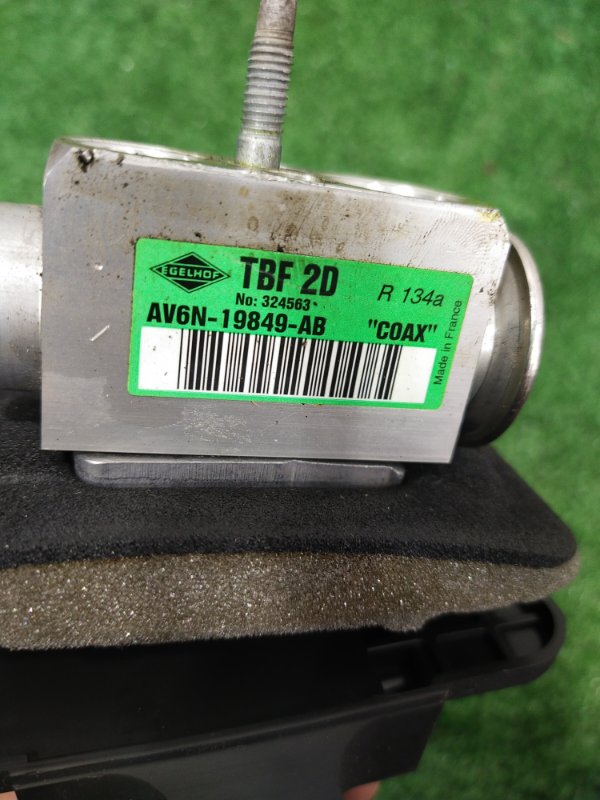 EGELHOF
TBF 2D
R 134a
No: 324563
AV6N-19849-AB
"COAX"
Made in France